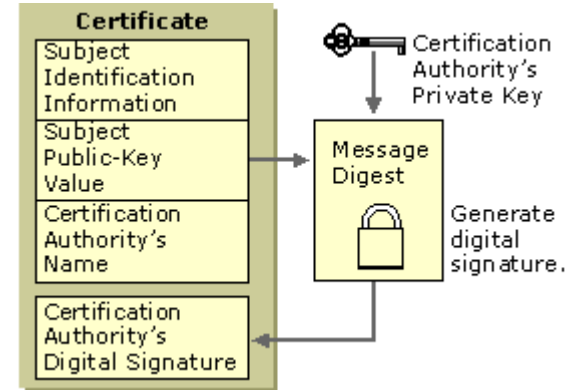 Certificate
Subject
Identification
Information
Subject
Public-Key
Value
Certification
Authority's
Name
Certification
Authority's
Digital Signature
Certification
Authority's
Private Key
Message
Digest
Generate
digital
signature.